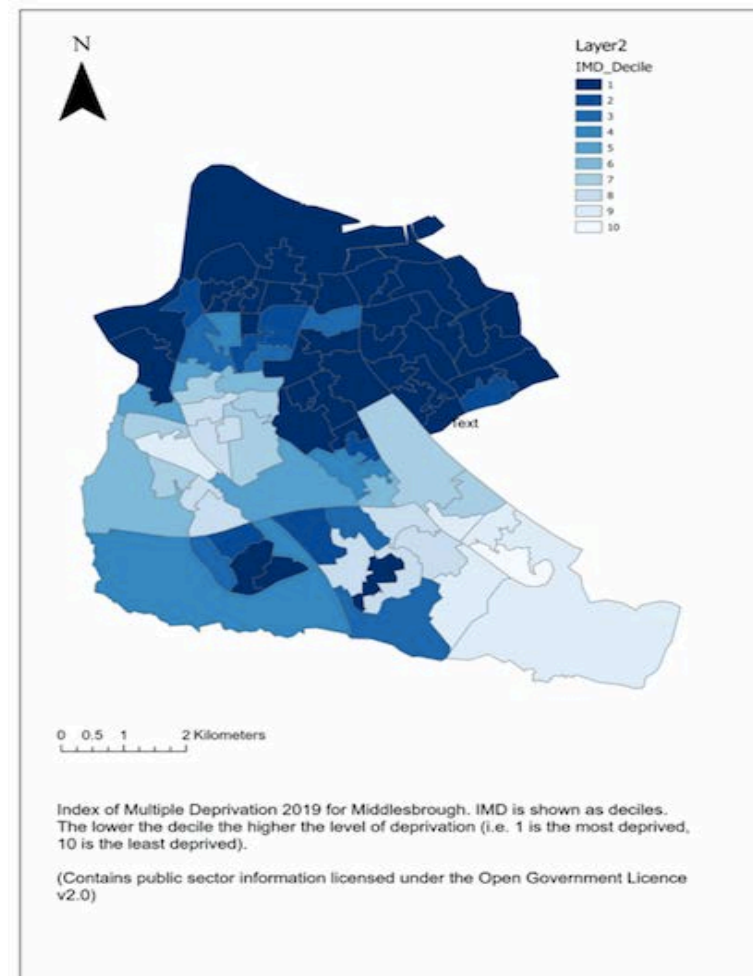 N
Layer2
IMD_Decile
1
2
3
4
5
6
7
8
9
10
Text
0 0.5 1 2 Kilometers
Index of Multiple Deprivation 2019 for Middlesbrough. IMD is shown as deciles.
The lower the decile the higher the level of deprivation (i.e. 1 is the most deprived,
10 is the least deprived).
(Contains public sector information licensed under the Open Government Licence
v2.0)